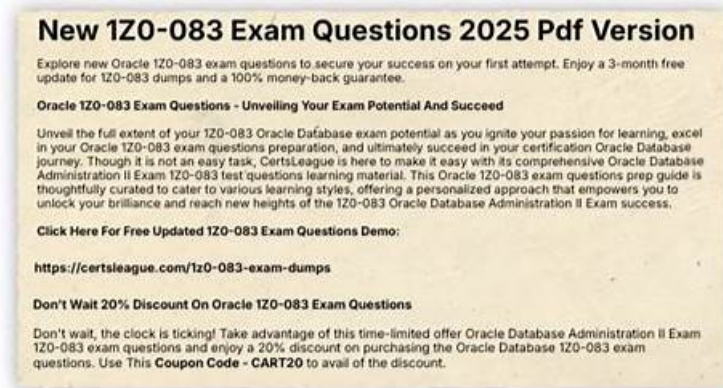 New 1Z0-083 Exam Questions 2025 Pdf Version
Explore new Oracle 1Z0-083 exam questions to secure your success on your first attempt. Enjoy a 3-month free
update for 1Z0-083 dumps and a 100% money-back guarantee.
Oracle 1Z0-083 Exam Questions - Unveiling Your Exam Potential And Succeed
Unveil the full extent of your 1Z0-083 Oracle Database exam potential as you ignite your passion for learning, excel
in your Oracle 1Z0-083 exam questions preparation, and ultimately succeed in your certification Oracle Database
journey. Though it is not an easy task, CertsLeague is here to make it easy with its comprehensive Oracle Database
Administration II Exam 1Z0-083 test questions learning material. This Oracle 1Z0-083 exam questions prep guide is
thoughtfully curated to cater to various learning styles, offering a personalized approach that empowers you to
unlock your brilliance and reach new heights of the 1Z0-083 Oracle Database Administration II Exam success.
Click Here For Free Updated 1Z0-083 Exam Questions Demo:
https://certsleague.com/1z0-083-exam-dumps
Don't Wait 20% Discount On Oracle 1Z0-083 Exam Questions
Don't wait, the clock is ticking! Take advantage of this time-limited offer Oracle Database Administration II Exam
1Z0-083 exam questions and enjoy a 20% discount on purchasing the Oracle Database 1Z0-083 exam
questions. Use This Coupon Code - CART20 to avail of the discount.